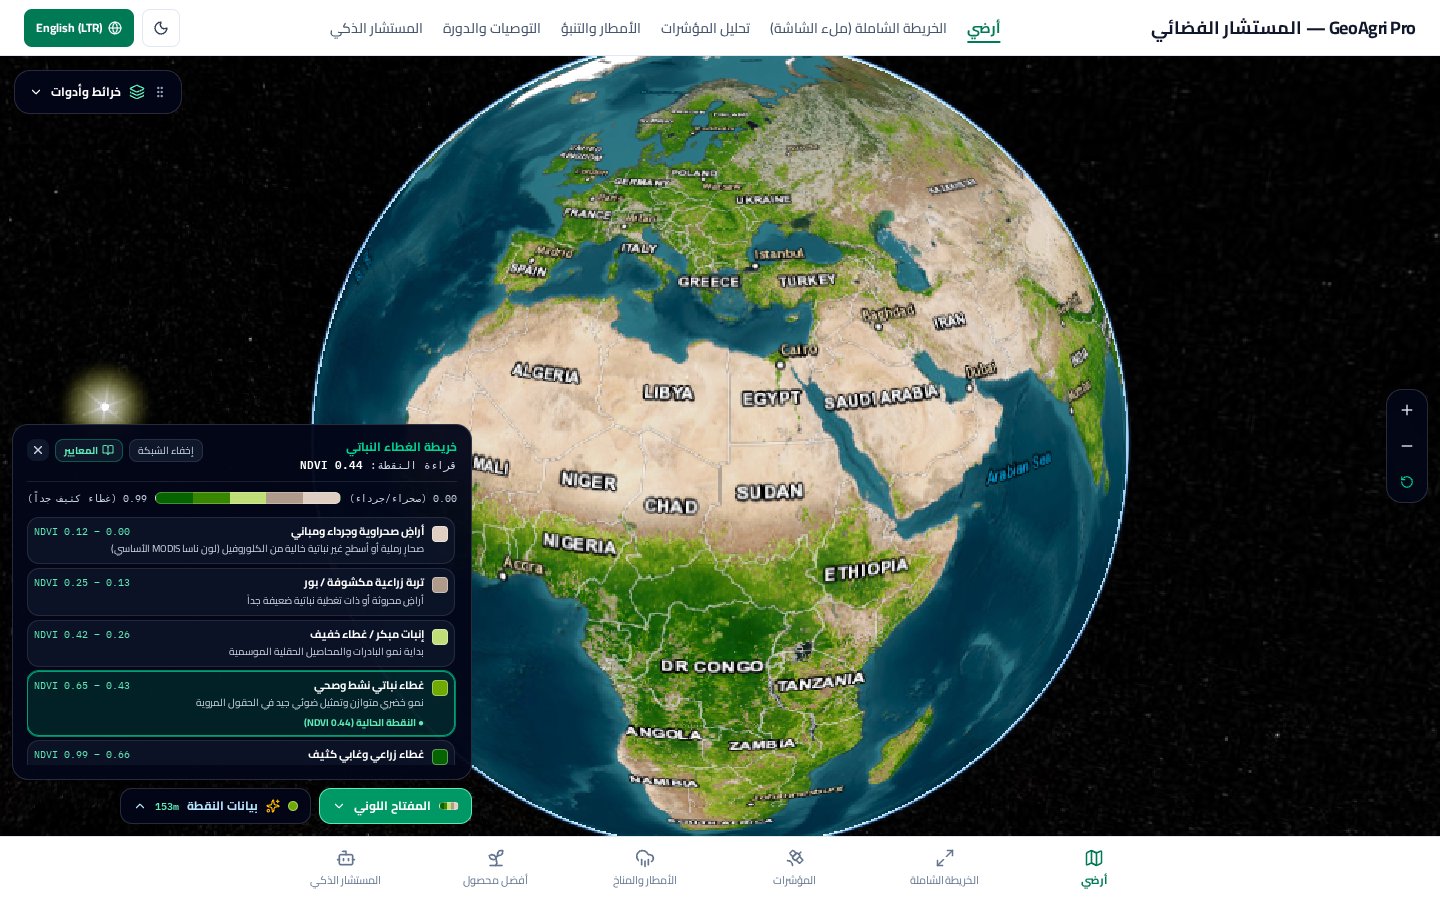 GeoAgri Pro — المستشار الفضائي
أرضي
الخريطة الشاملة (ملء الشاشة)
تحليل المؤشرات
الأمطار والتنبؤ
التوصيات والدورة
المستشار الذكي
English (LTR)
خرائط وأدوات
GERMANY
POLAND
UKRAINE
FRANCE
Milan
ITALY
Madrid
SPAIN
Istanbul
GREECE
TURKEY
Baghdad
IRAN
Cairo
Dubai
ALGERIA
LIBYA
EGYPT
SAUDI ARABIA
Arabian Sea
MALI
NIGER
CHAD
SUDAN
NIGERIA
Accra
ETHIOPIA
DR CONGO
TANZANIA
ANGOLA
ZAMBIA
NAMIBIA
خريطة الغطاء النباتي
قراءة النقطة: NDVI 0.44
إخفاء الشبكة
المعايير
0.00 (صحراء/جرداء)
0.99 (غطاء كثيف جداً)
أراضٍ صحراوية وجرداء ومباني
NDVI 0.12 – 0.00
صحارٍ رملية أو أسطح غير نباتية خالية من الكلوروفيل (لون ناسا MODIS الأساسي)
تربة زراعية مكشوفة / بور
NDVI 0.25 – 0.13
أراضٍ محروثة أو ذات تغطية نباتية ضعيفة جداً
إنبات مبكر / غطاء خفيف
NDVI 0.42 – 0.26
بداية نمو البادرات والمحاصيل الحقلية الموسمية
غطاء نباتي نشط وصحي
NDVI 0.65 – 0.43
نمو خضري متوازن وتمثيل ضوئي جيد في الحقول المروية
● النقطة الحالية (NDVI 0.44)
غطاء زراعي وغابي كثيف
NDVI 0.99 – 0.66
المفتاح اللوني
بيانات النقطة
153m
أرضي
الخريطة الشاملة
المؤشرات
الأمطار والمناخ
أفضل محصول
المستشار الذكي